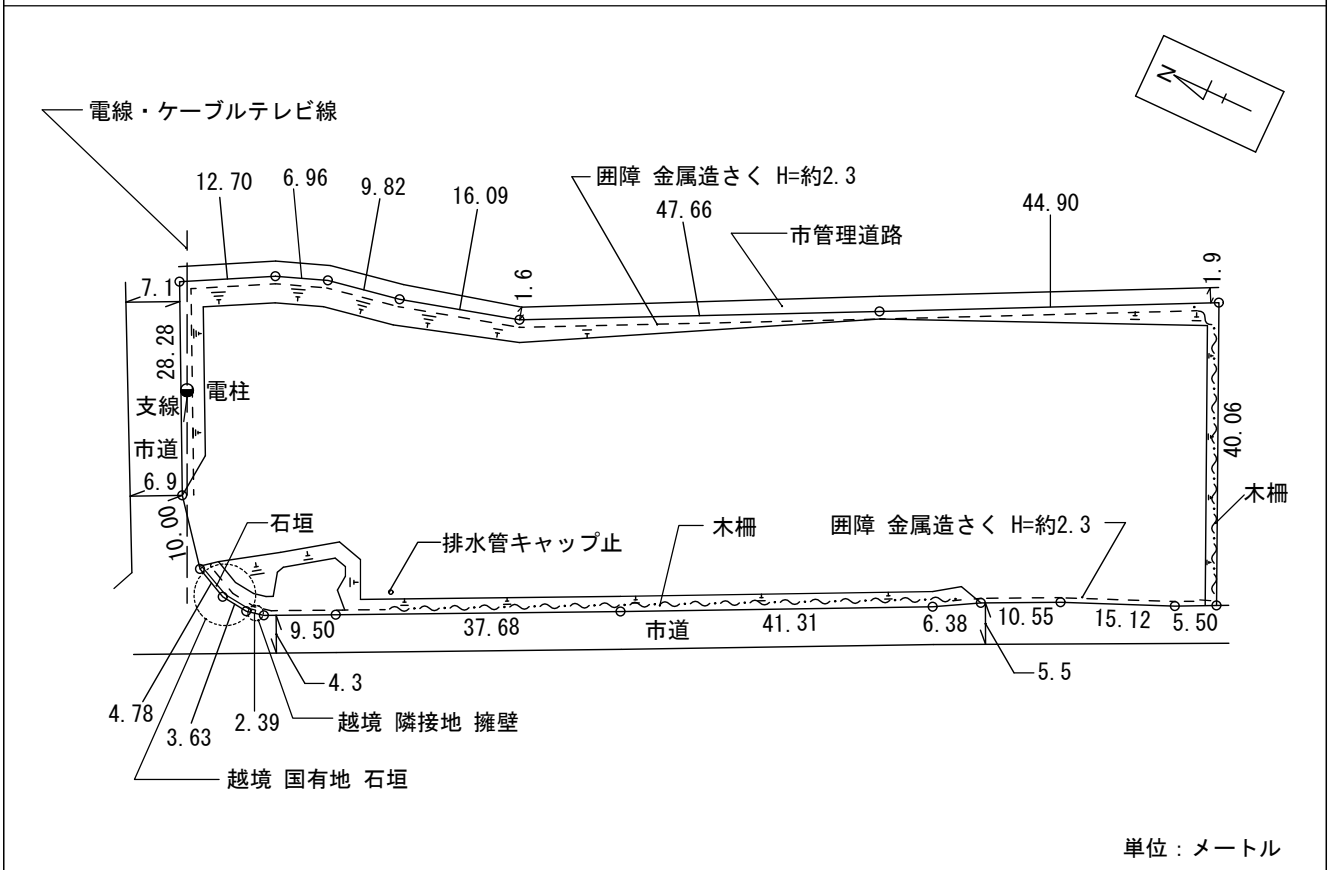 N
電線・ケーブルテレビ線
12.70
6.96
9.82
16.09
囲障 金属造さく H=約2.3
47.66
市管理道路
44.90
1.9
1.6
7.1
28.28
電柱
支線
市道
6.9
10.00
石垣
排水管キャップ止
木柵
囲障 金属造さく H=約2.3
40.06
木柵
9.50
37.68
市道
41.31
6.38
10.55
15.12
5.50
4.3
5.5
4.78
3.63
2.39
越境 隣接地 擁壁
越境 国有地 石垣
単位：メートル